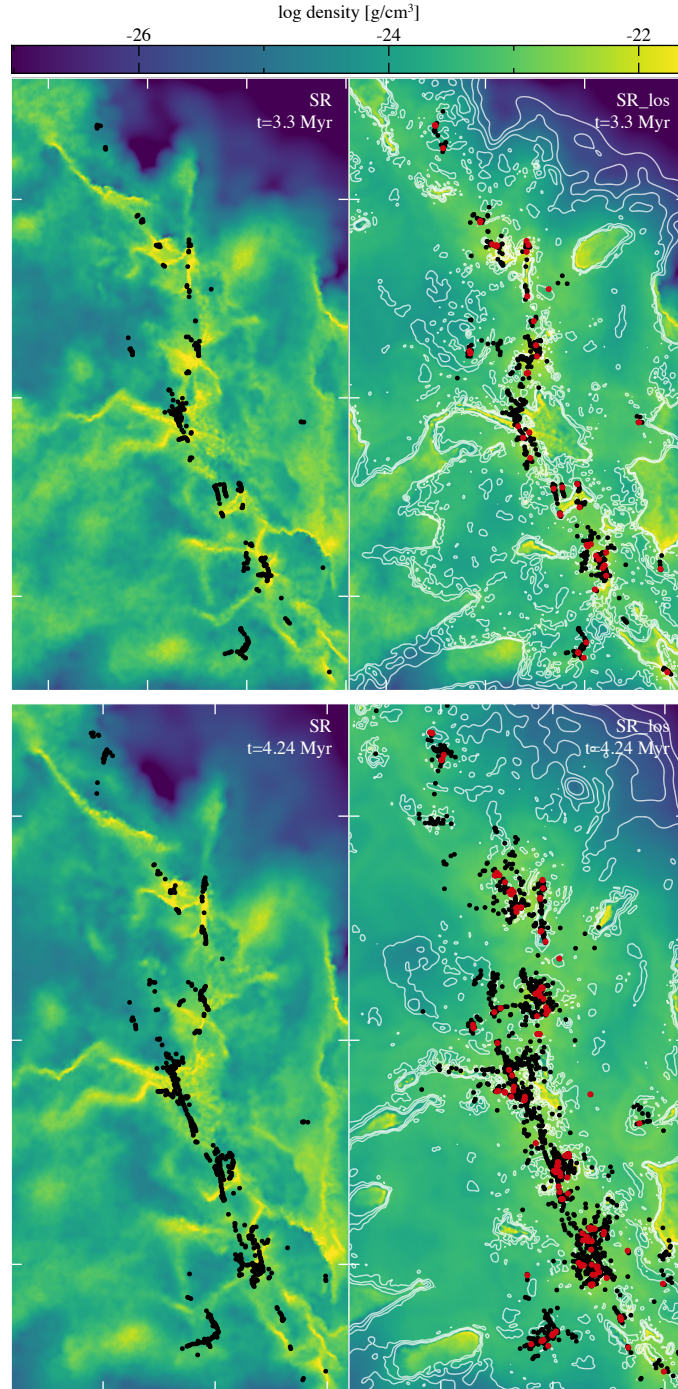 log density [g/cm³]
-26 -24 -22
SR
t=3.3 Myr
SR_los
t=3.3 Myr
SR
t=4.24 Myr
SR_los
t=4.24 Myr